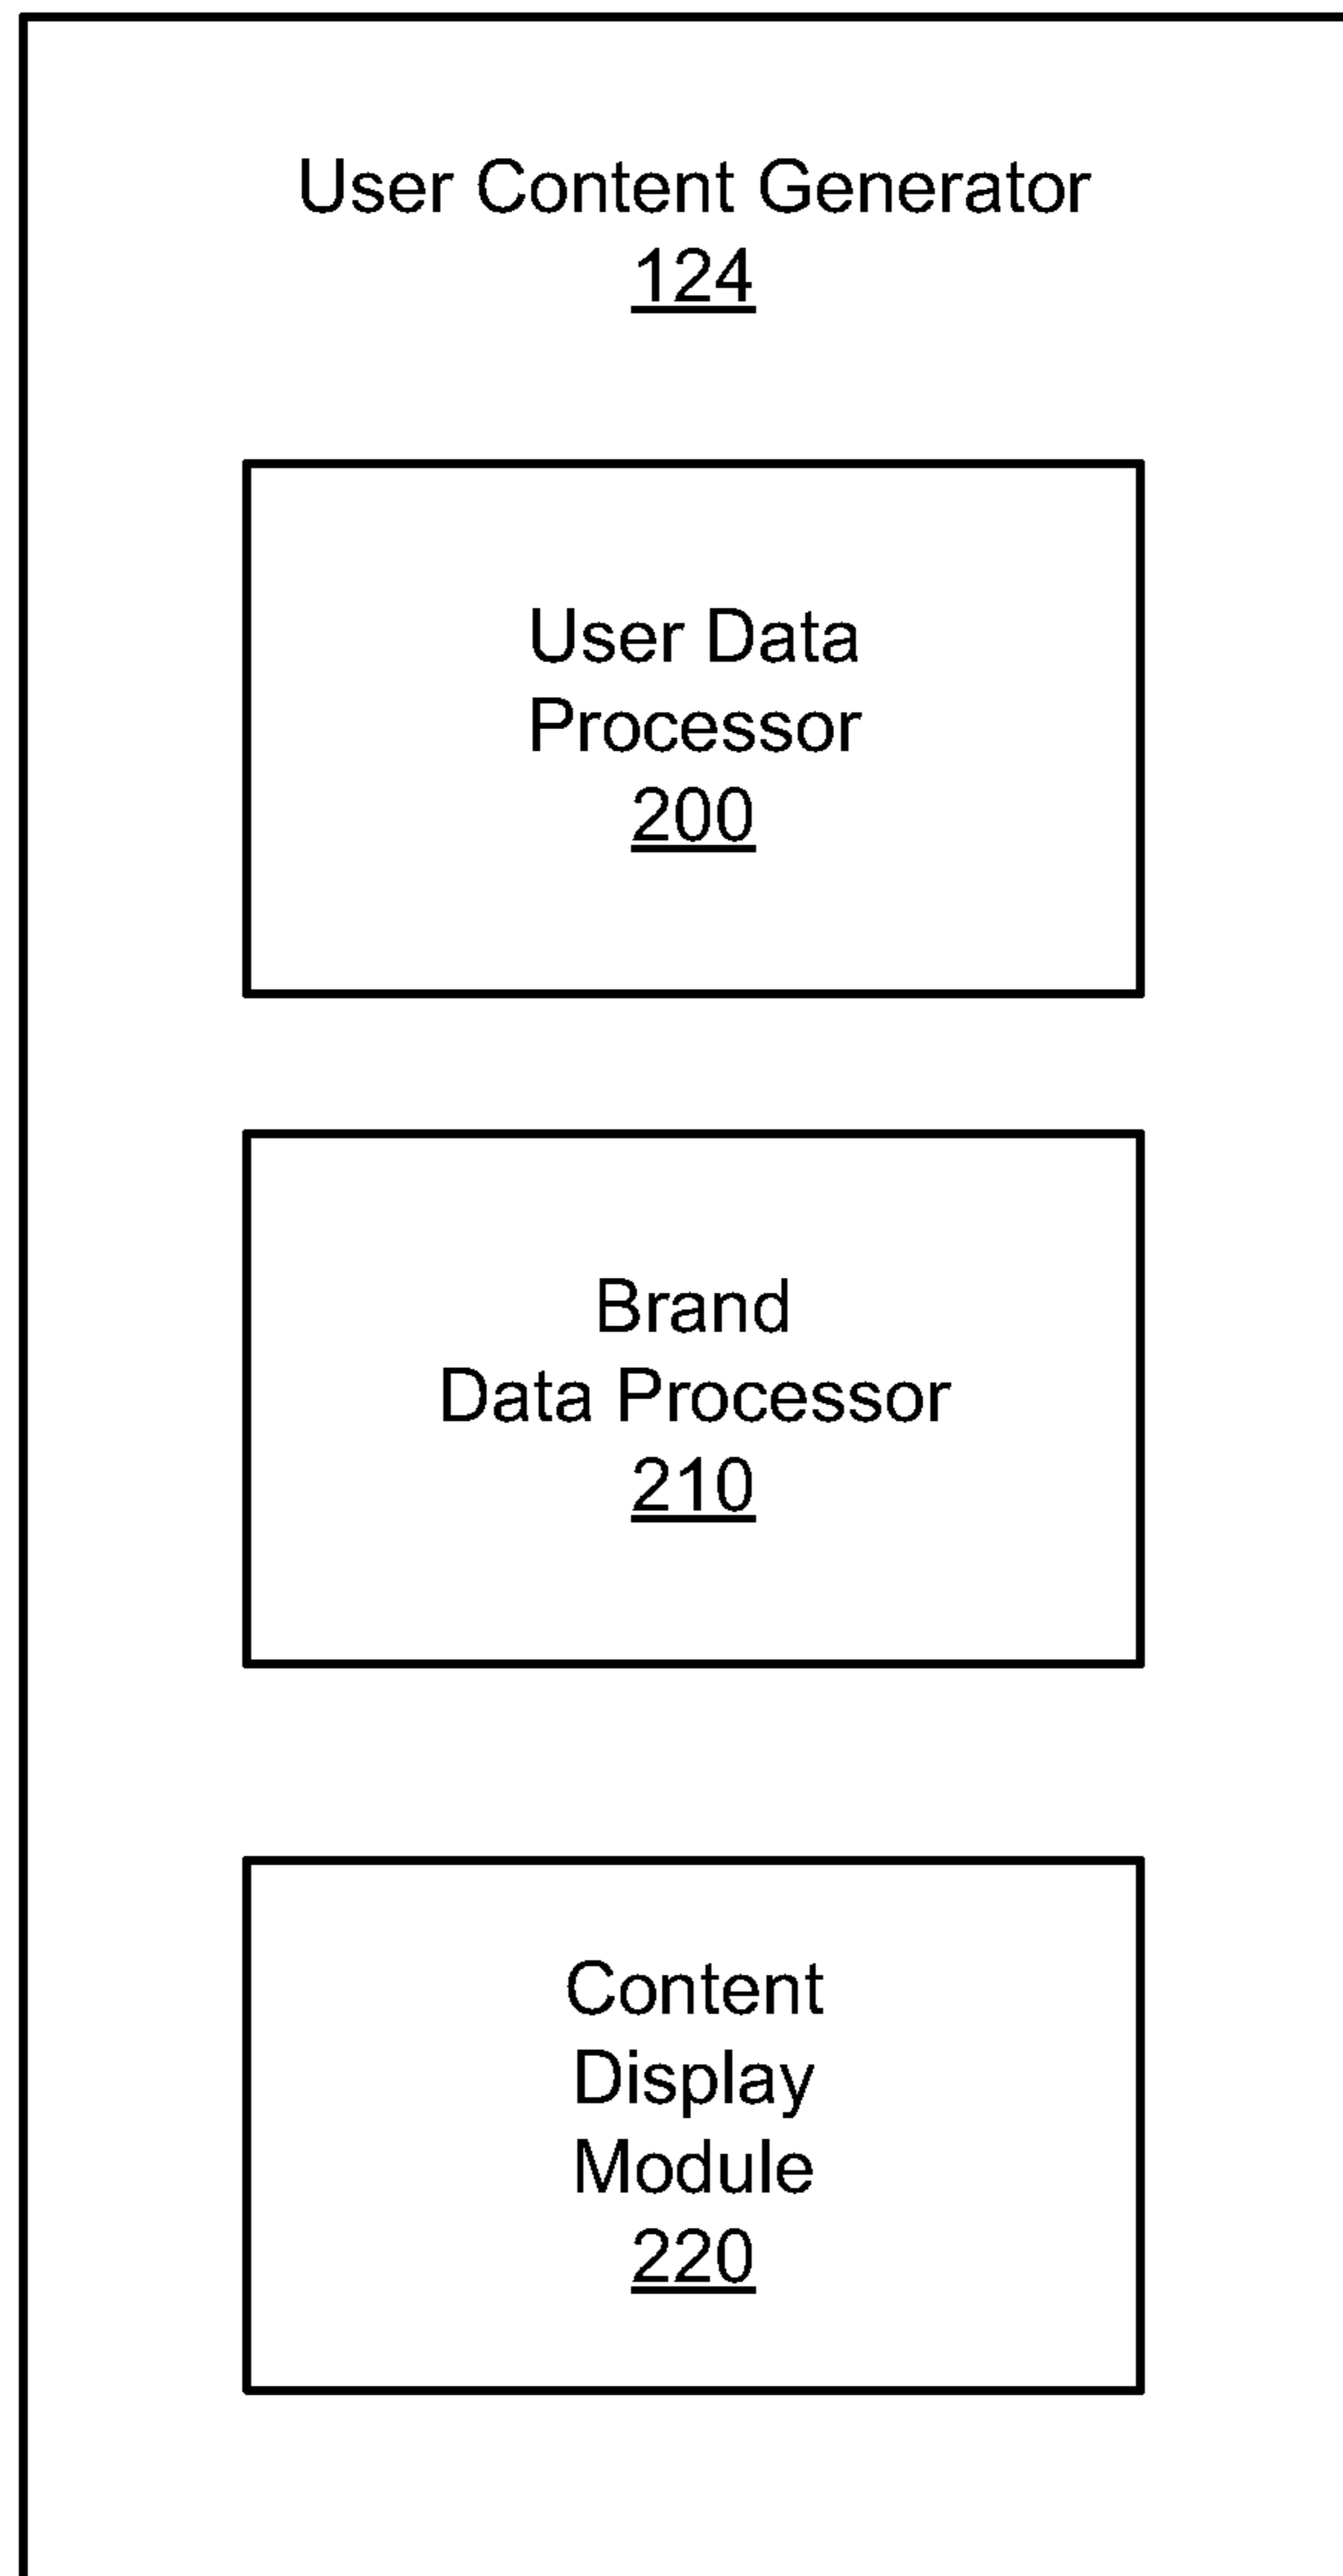 User Content Generator
124
User Data
Processor
200
Brand
Data Processor
210
Content
Display
Module
220